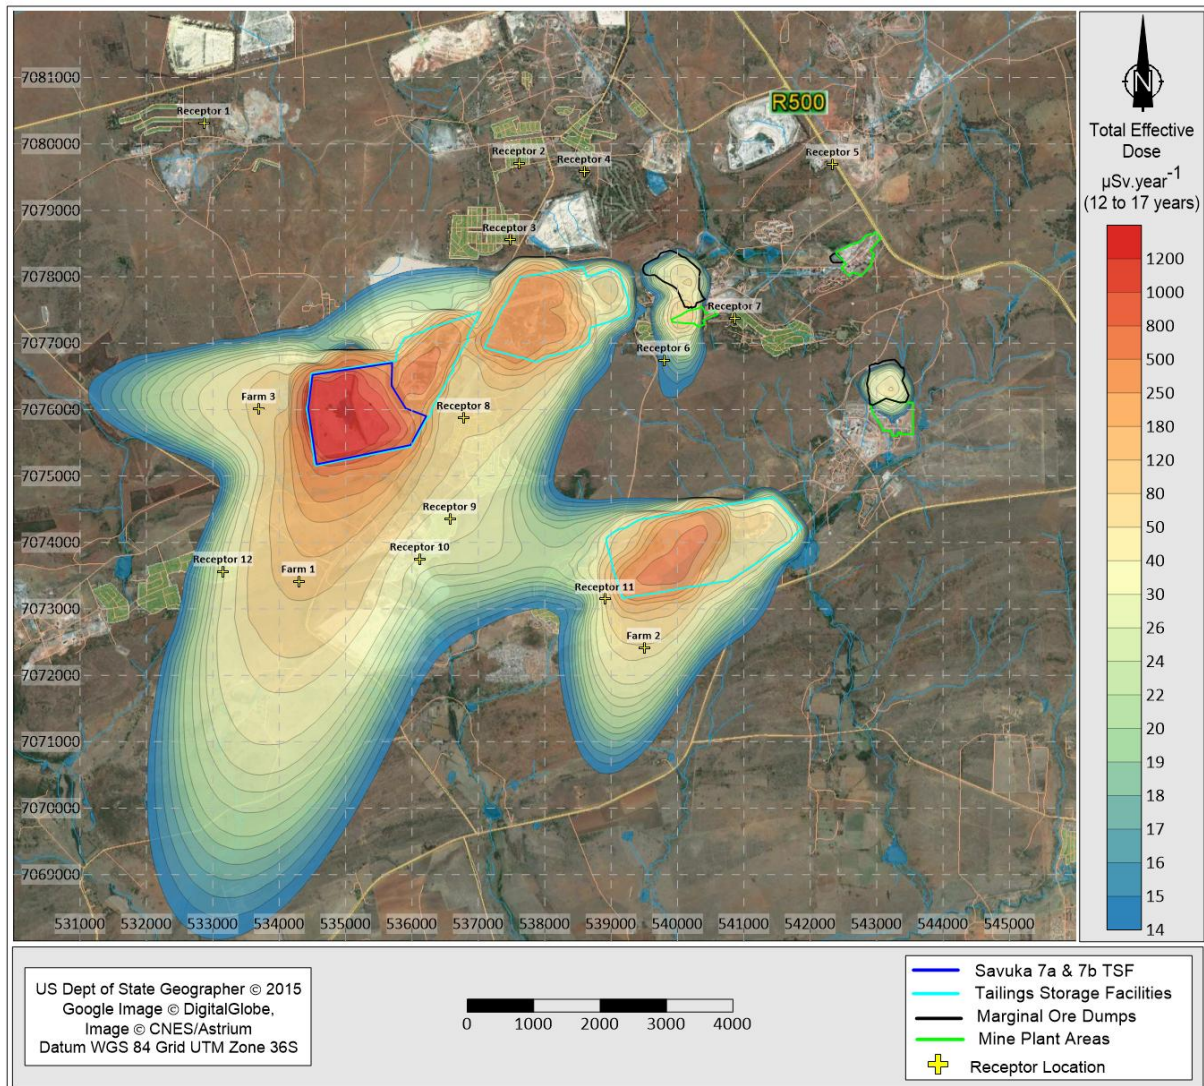 7081000
7080000
7079000
7078000
7077000
7076000
7075000
7074000
7073000
7072000
7071000
7070000
7069000
R500
Receptor 1
Receptor 2
Receptor 4
Receptor 5
Receptor 3
Receptor 7
Receptor 6
Farm 3
Receptor 8
Receptor 9
Receptor 10
Receptor 12
Farm 1
Receptor 11
Farm 2
531000 532000 533000 534000 535000 536000 537000 538000 539000 540000 541000 542000 543000 544000 545000
N
Total Effective
Dose
µSv.year⁻¹
(12 to 17 years)
1200
1000
800
500
250
180
120
80
50
40
30
26
24
22
20
19
18
17
16
15
14
US Dept of State Geographer © 2015
Google Image © DigitalGlobe,
Image © CNES/Astrium
Datum WGS 84 Grid UTM Zone 36S
0 1000 2000 3000 4000
Savuka 7a & 7b TSF
Tailings Storage Facilities
Marginal Ore Dumps
Mine Plant Areas
Receptor Location